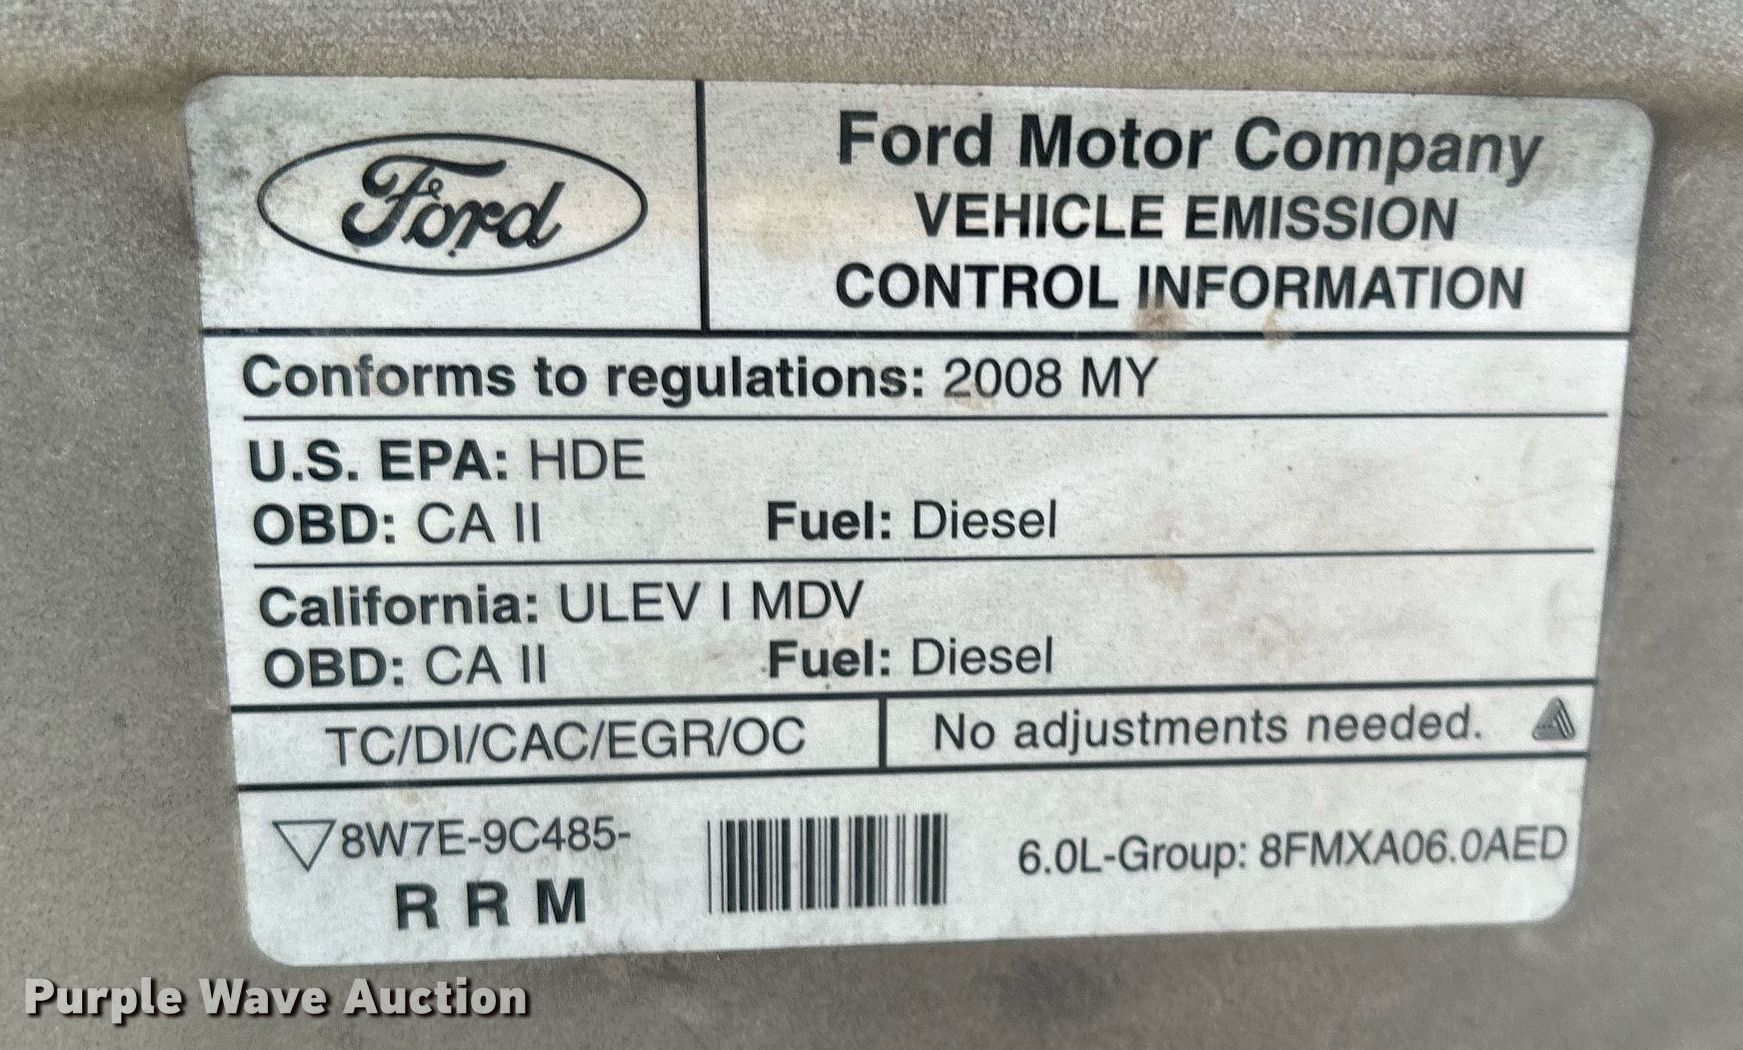 Ford
Ford Motor Company
VEHICLE EMISSION
CONTROL INFORMATION
Conforms to regulations: 2008 MY
U.S. EPA: HDE
OBD: CA II Fuel: Diesel
California: ULEV I MDV
OBD: CA II Fuel: Diesel
TC/DI/CAC/EGR/OC
No adjustments needed.
8W7E-9C485-
R R M
6.0L-Group: 8FMXA06.0AED
Purple Wave Auction